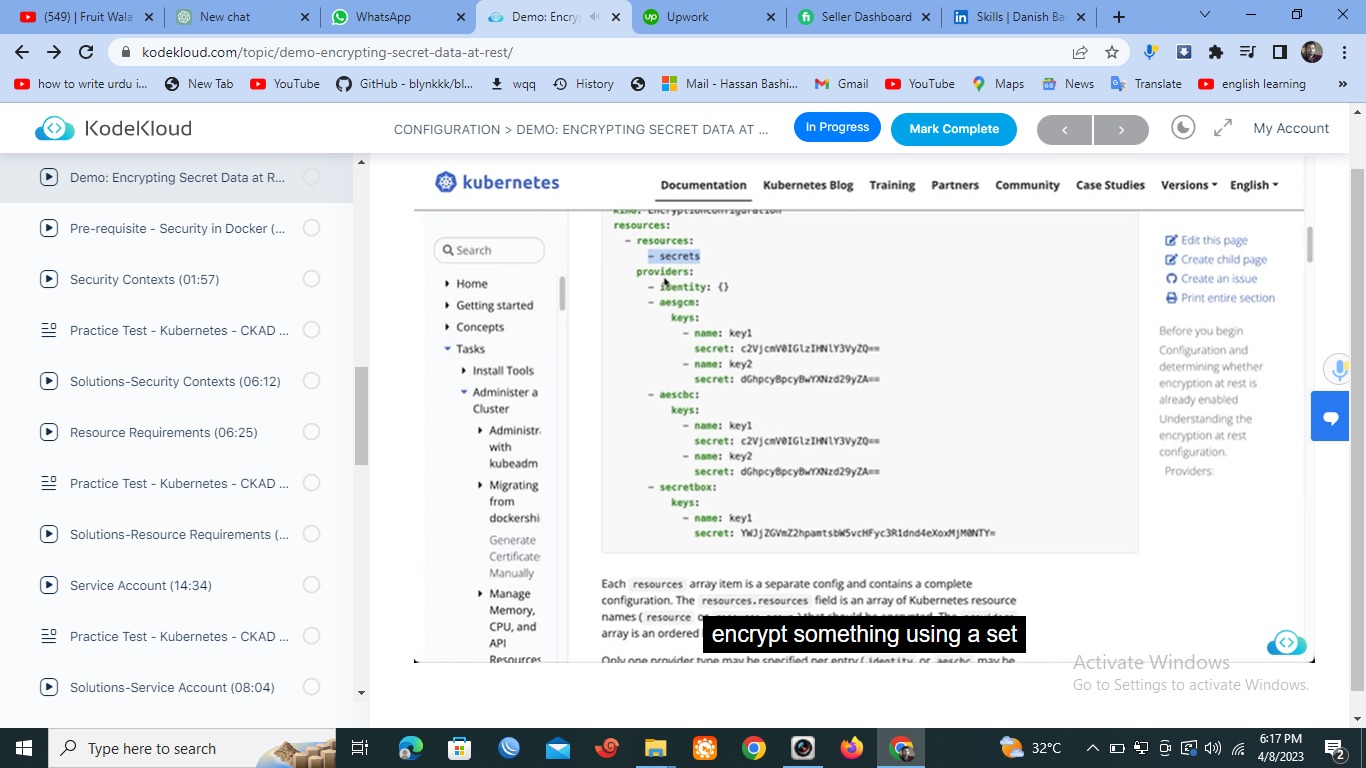 (549) | Fruit Wala
New chat
WhatsApp
Demo: Encry
Upwork
Seller Dashboard
Skills | Danish Ba
kodekloud.com/topic/demo-encrypting-secret-data-at-rest/
how to write urdu i...
New Tab
YouTube
GitHub - blynkkk/bl...
wqq
History
Mail - Hassan Bashi...
Gmail
YouTube
Maps
News
Translate
english learning
»
KodeKloud
CONFIGURATION > DEMO: ENCRYPTING SECRET DATA AT ...
In Progress
Mark Complete
My Account
Demo: Encrypting Secret Data at R...
Pre-requisite - Security in Docker (...
Security Contexts (01:57)
Practice Test - Kubernetes - CKAD ...
Solutions-Security Contexts (06:12)
Resource Requirements (06:25)
Practice Test - Kubernetes - CKAD ...
Solutions-Resource Requirements (...
Service Account (14:34)
Practice Test - Kubernetes - CKAD ...
Solutions-Service Account (08:04)
kubernetes
Documentation
Kubernetes Blog
Training
Partners
Community
Case Studies
Versions
English
Search
Home
Getting started
Concepts
Tasks
Install Tools
Administer a
Cluster
Administr
with
kubeadm
Migrating
from
dockershi
Generate
Certificate
Manually
Manage
Memory,
CPU, and
API
Resources
kind: EncryptionConfiguration
resources:
- resources:
- secrets
providers:
- identity: {}
- aesgcm:
keys:
- name: key1
secret: c2VjcmV0IGlzIHNlY3VyZQ==
- name: key2
secret: dGhpcyBpcyBwYXNzd29yZA==
- aescbc:
keys:
- name: key1
secret: c2VjcmV0IGlzIHNlY3VyZQ==
- name: key2
secret: dGhpcyBpcyBwYXNzd29yZA==
- secretbox:
keys:
- name: key1
secret: YWJjZGVmZ2hpamtsbW5vcHFyc3R1dnd4eXoxMjM0NTY=
Each resources array item is a separate config and contains a complete
configuration. The resources.resources field is an array of Kubernetes resource
names ( resource or that should be encrypted. The
array is an ordered
Only one provider type may be specified per entry ( identity or aescbc may be
encrypt something using a set
Edit this page
Create child page
Create an issue
Print entire section
Before you begin
Configuration and
determining whether
encryption at rest is
already enabled
Understanding the
encryption at rest
configuration.
Providers:
Activate Windows
Go to Settings to activate Windows.
Type here to search
32°C
6:17 PM
4/8/2023
2